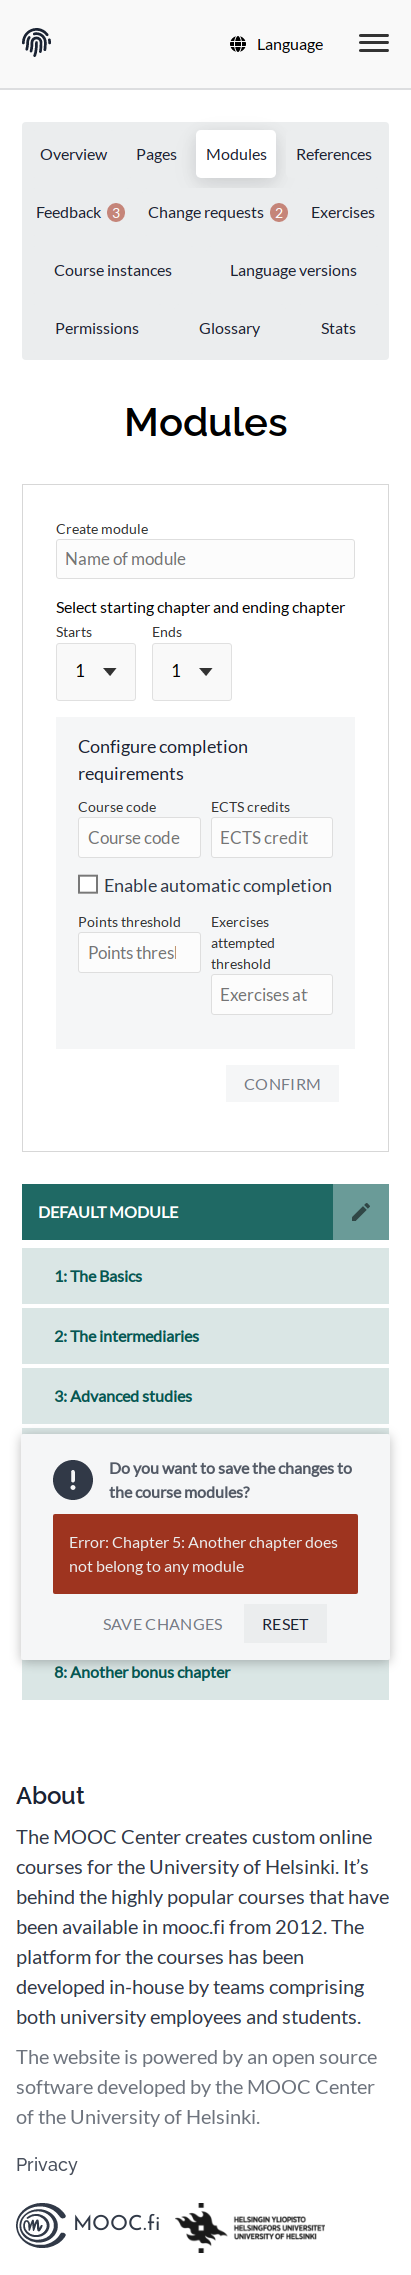 Language
Overview Pages Modules References
Feedback 3 Change requests 2 Exercises
Course instances Language versions
Permissions Glossary Stats
Modules
Create module
Name of module
Select starting chapter and ending chapter
Starts Ends
1 1
Configure completion
requirements
Course code ECTS credits
Course code ECTS credit
Enable automatic completion
Points threshold Exercises
attempted
threshold
Points thresl
Exercises at
CONFIRM
DEFAULT MODULE
1: The Basics
2: The intermediaries
3: Advanced studies
Do you want to save the changes to
the course modules?
Error: Chapter 5: Another chapter does
not belong to any module
SAVE CHANGES RESET
8: Another bonus chapter
About
The MOOC Center creates custom online
courses for the University of Helsinki. It's
behind the highly popular courses that have
been available in mooc.fi from 2012. The
platform for the courses has been
developed in-house by teams comprising
both university employees and students.
The website is powered by an open source
software developed by the MOOC Center
of the University of Helsinki.
Privacy
MOOC.fi
HELSINGIN YLIOPISTO
HELSINGFORS UNIVERSITET
UNIVERSITY OF HELSINKI